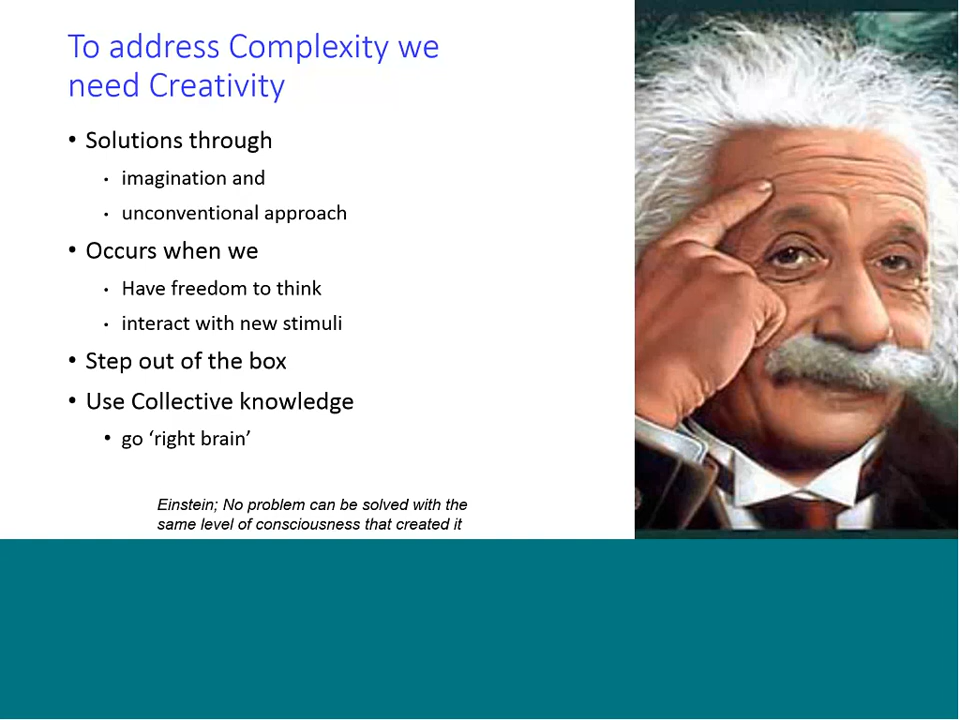 To address Complexity we
need Creativity
• Solutions through
• imagination and
• unconventional approach
• Occurs when we
• Have freedom to think
• interact with new stimuli
• Step out of the box
• Use Collective knowledge
• go ‘right brain’
Einstein; No problem can be solved with the
same level of consciousness that created it